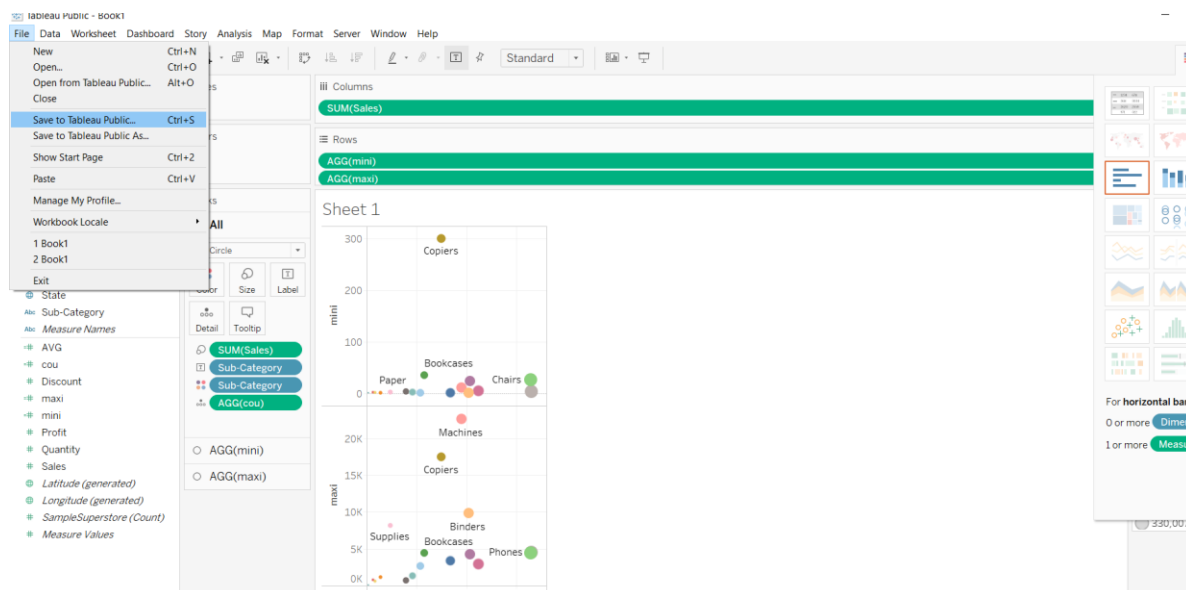 Tableau Public - Book1
File Data Worksheet Dashboard Story Analysis Map Format Server Window Help
New Ctrl+N
Open... Ctrl+O
Open from Tableau Public... Alt+O
Close
Save to Tableau Public... Ctrl+S
Save to Tableau Public As...
Show Start Page Ctrl+2
Paste Ctrl+V
Manage My Profile...
Workbook Locale
1 Book1
2 Book1
Exit
Standard
Columns
SUM(Sales)
Rows
AGG(mini)
AGG(maxi)
All
Circle
Color Size Label
Detail Tooltip
SUM(Sales)
Sub-Category
Sub-Category
AGG(cou)
AGG(mini)
AGG(maxi)
State
Abc Sub-Category
Abc Measure Names
AVG
cou
Discount
maxi
mini
Profit
Quantity
Sales
Latitude (generated)
Longitude (generated)
SampleSuperstore (Count)
Measure Values
Sheet 1
300
Copiers
200
mini
100
Bookcases
Paper
Chairs
0
Machines
20K
Copiers
15K
maxi
10K
Binders
Supplies
Bookcases
5K
Phones
0K
For horizontal bar
0 or more
1 or more
330,00